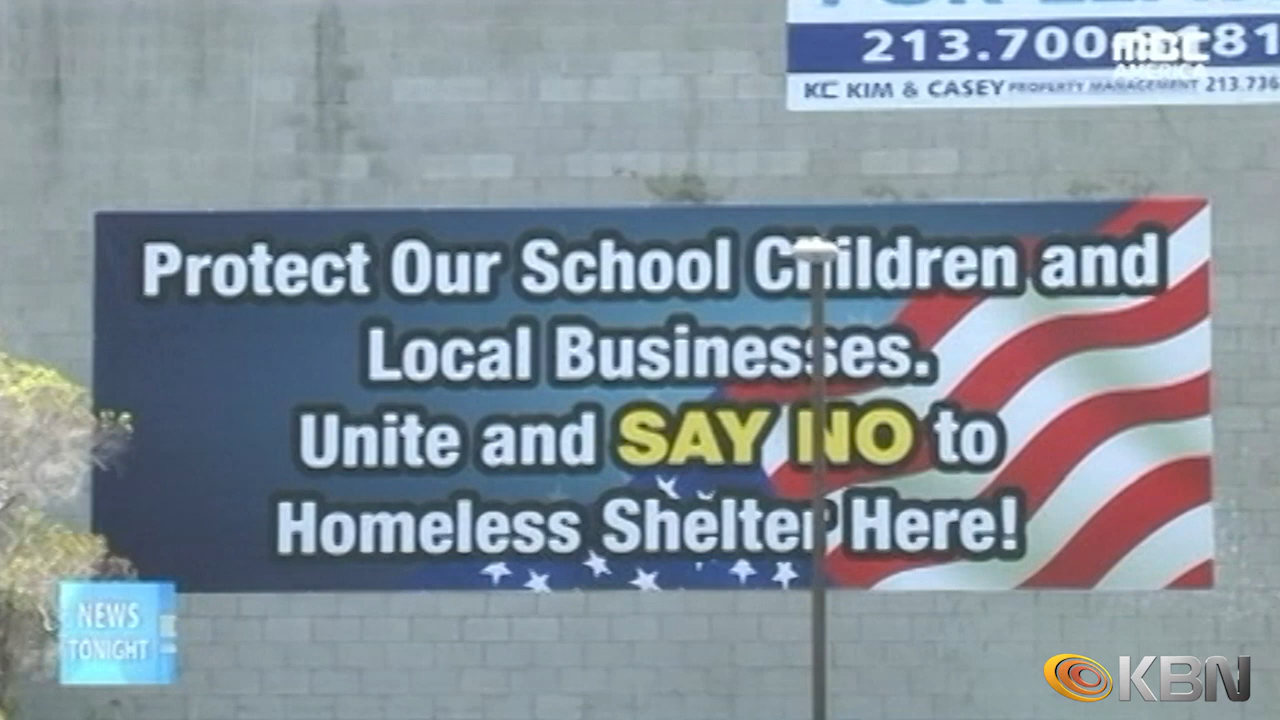 213.700
MBC
AMERICA
KC KIM & CASEY PROPERTY MANAGEMENT 213.736
Protect Our School Children and
Local Businesses.
Unite and SAY NO to
Homeless Shelter Here!
NEWS
TONIGHT
KBN